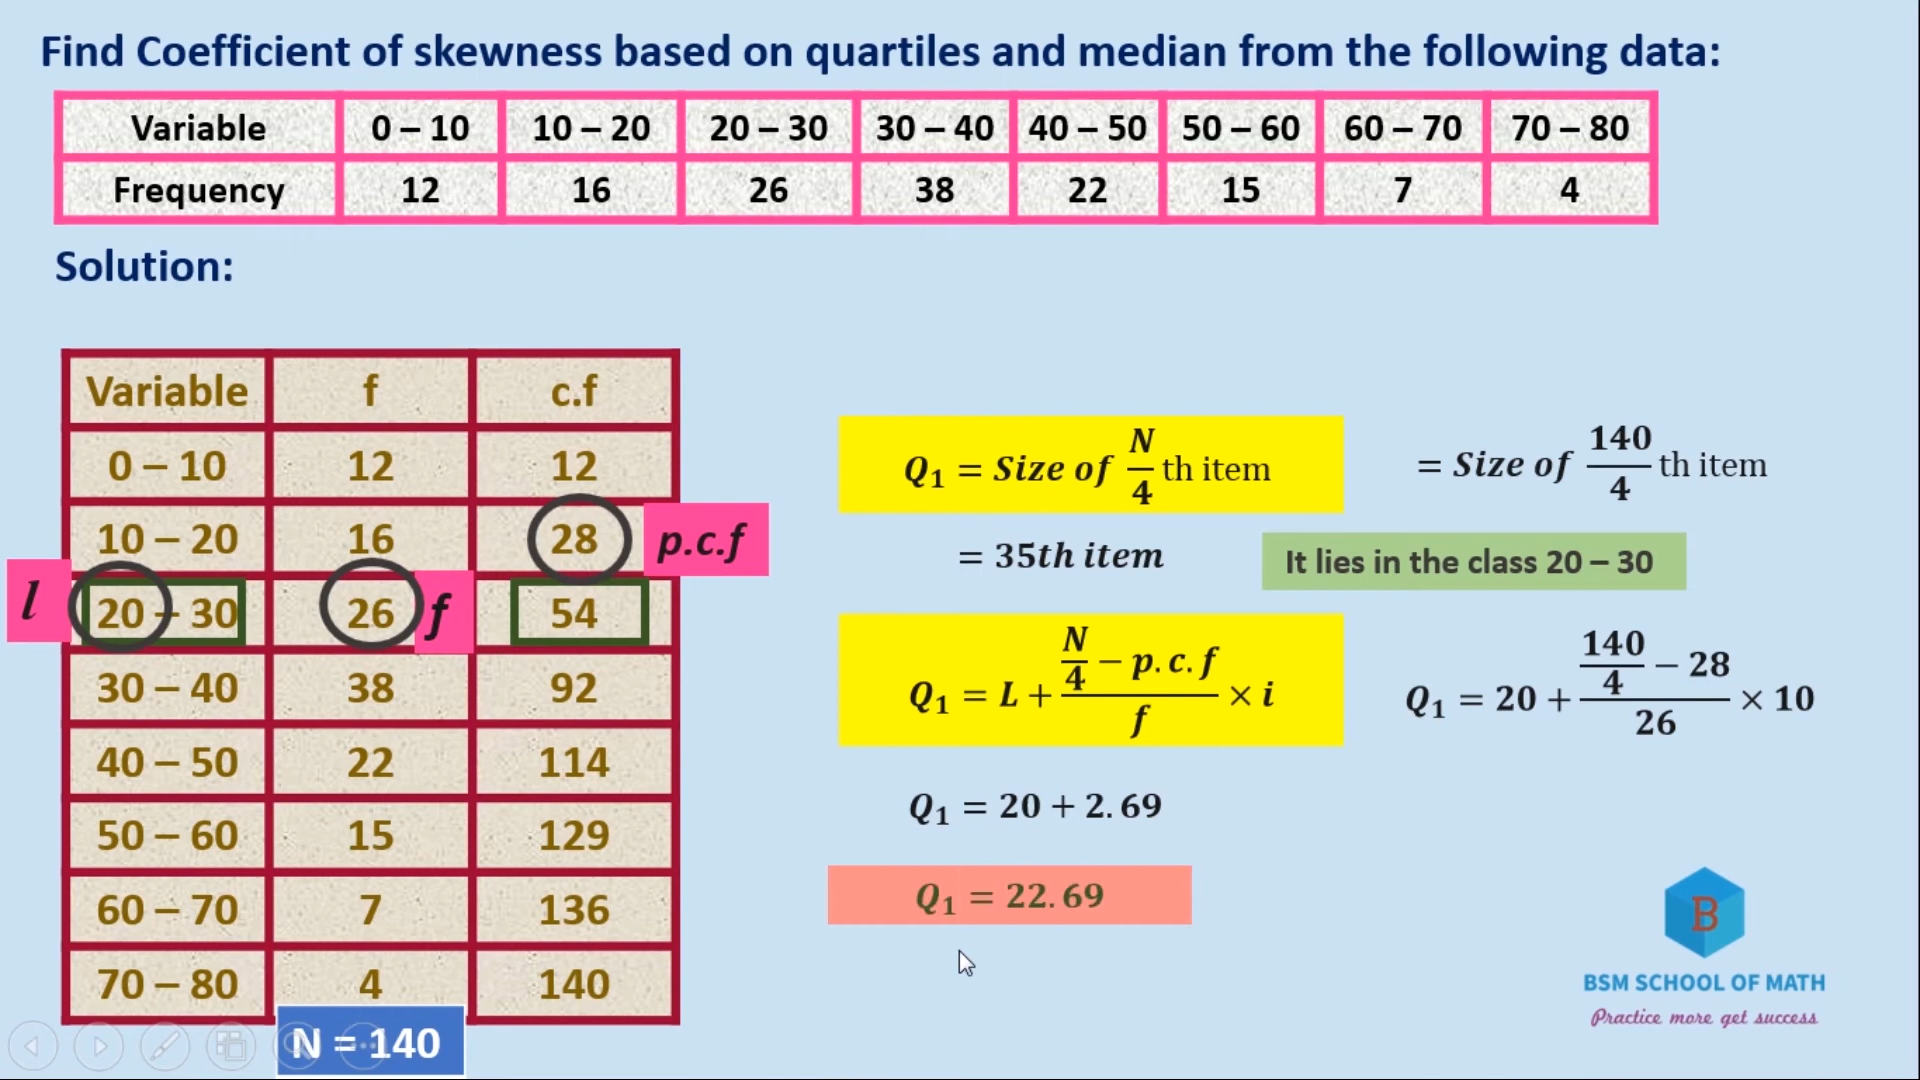 Find Coefficient of skewness based on quartiles and median from the following data:
Variable 0 – 10 10 – 20 20 – 30 30 – 40 40 – 50 50 – 60 60 – 70 70 – 80
Frequency 12 16 26 38 22 15 7 4
Solution:
Variable f c.f
0 – 10 12 12
10 – 20 16 28 p.c.f
l 20 – 30 26 f 54
30 – 40 38 92
40 – 50 22 114
50 – 60 15 129
60 – 70 7 136
70 – 80 4 140
N = 140
Q₁ = Size of N/4 th item = Size of 140/4 th item
= 35th item It lies in the class 20 – 30
Q₁ = L + (N/4 − p.c.f)/f × i Q₁ = 20 + (140/4 − 28)/26 × 10
Q₁ = 20 + 2.69
Q₁ = 22.69
B
BSM SCHOOL OF MATH
Practice more get success